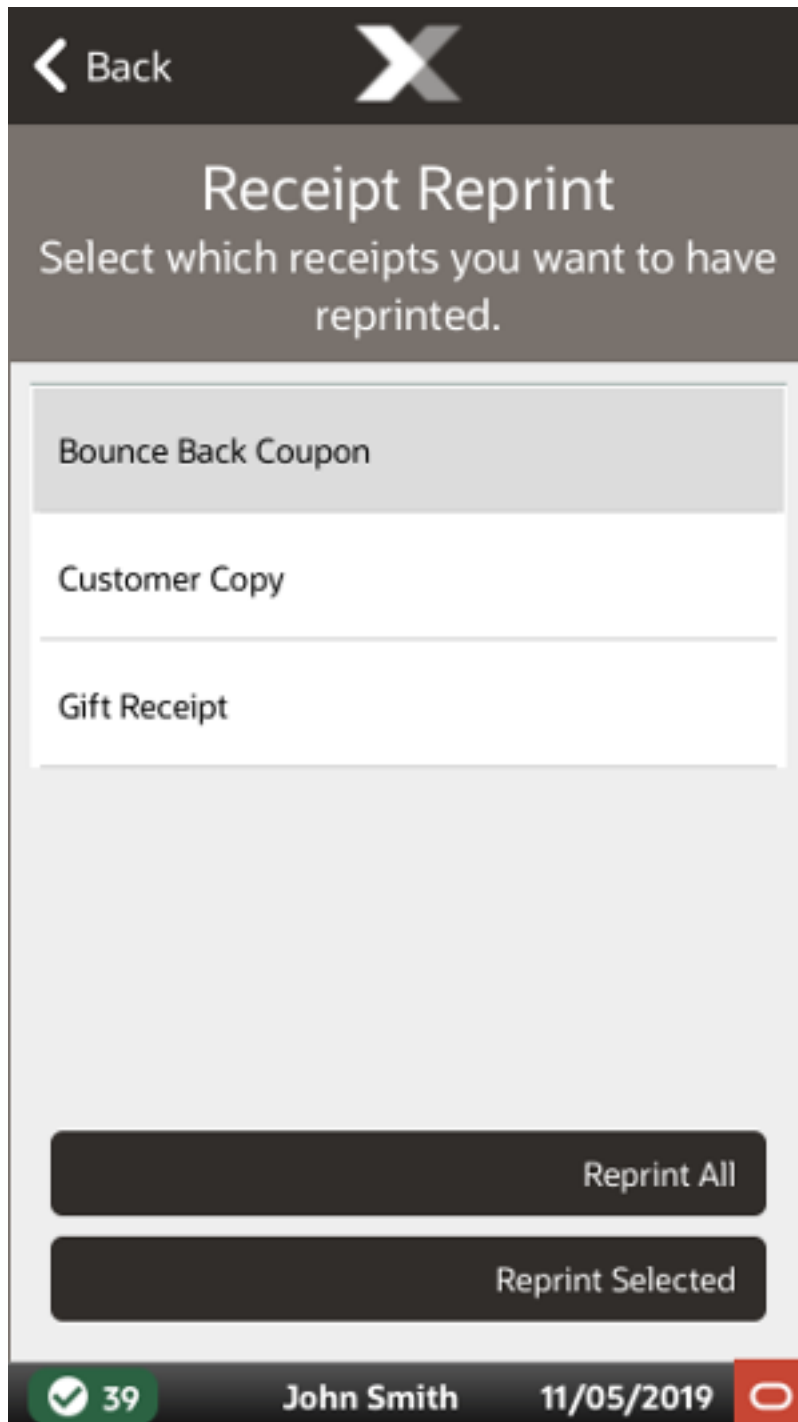 Back
Receipt Reprint
Select which receipts you want to have
reprinted.
Bounce Back Coupon
Customer Copy
Gift Receipt
Reprint All
Reprint Selected
39 John Smith 11/05/2019